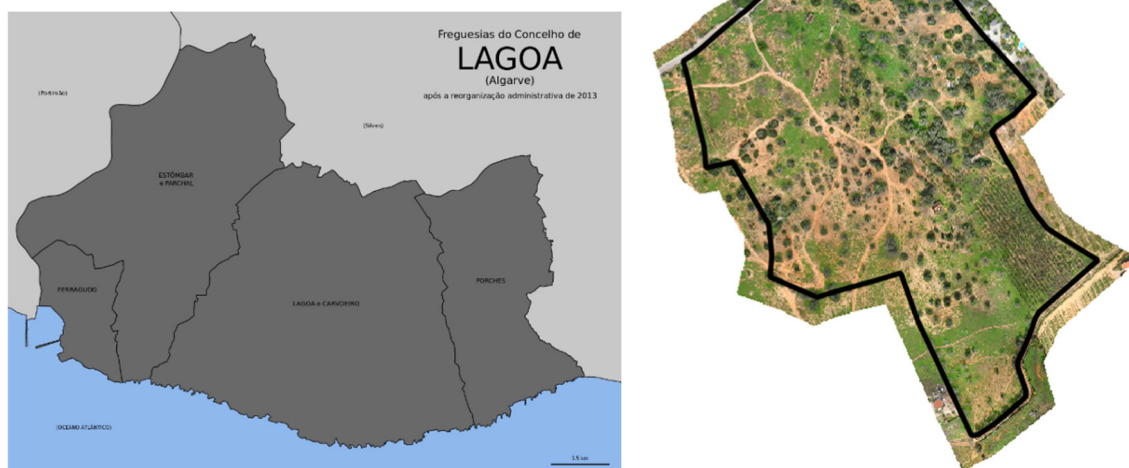 Freguesias do Concelho de
LAGOA
(Algarve)
após a reorganização administrativa de 2013
(Portimão)
(Silves)
ESTÔMBAR
e PARCHAL
FERRAGUDO
LAGOA e CARVOEIRO
PORCHES
(OCEANO ATLÂNTICO)
1.5 km